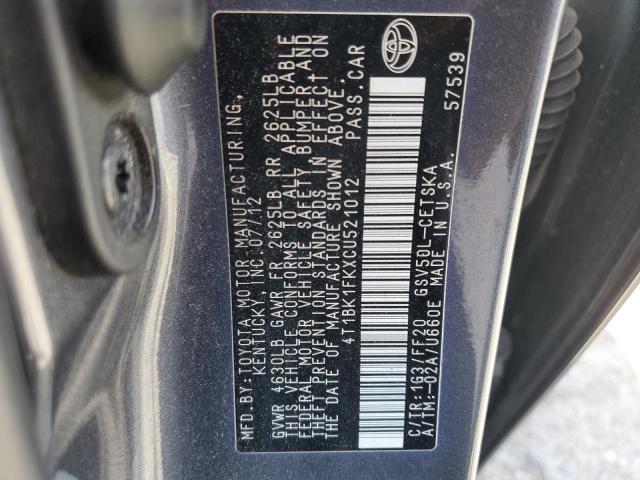 MFD.BY:TOYOTA MOTOR MANUFACTURING,
KENTUCKY, INC. 07/12
GVWR 4630LB GAWR FR 2625LB RR 2625LB
THIS VEHICLE CONFORMS TO ALL APPLICABLE
FEDERAL MOTOR VEHICLE SAFETY, BUMPER,AND
THEFT PREVENTION STANDARDS IN EFFECT ON
THE DATE OF MANUFACTURE SHOWN ABOVE.
4T1BK1FKXCU521012 PASS.CAR
C/TR:1G3/FF20 GSV50L-CETSKA
A/TM:-02A/U660E MADE IN U.S.A.
57539